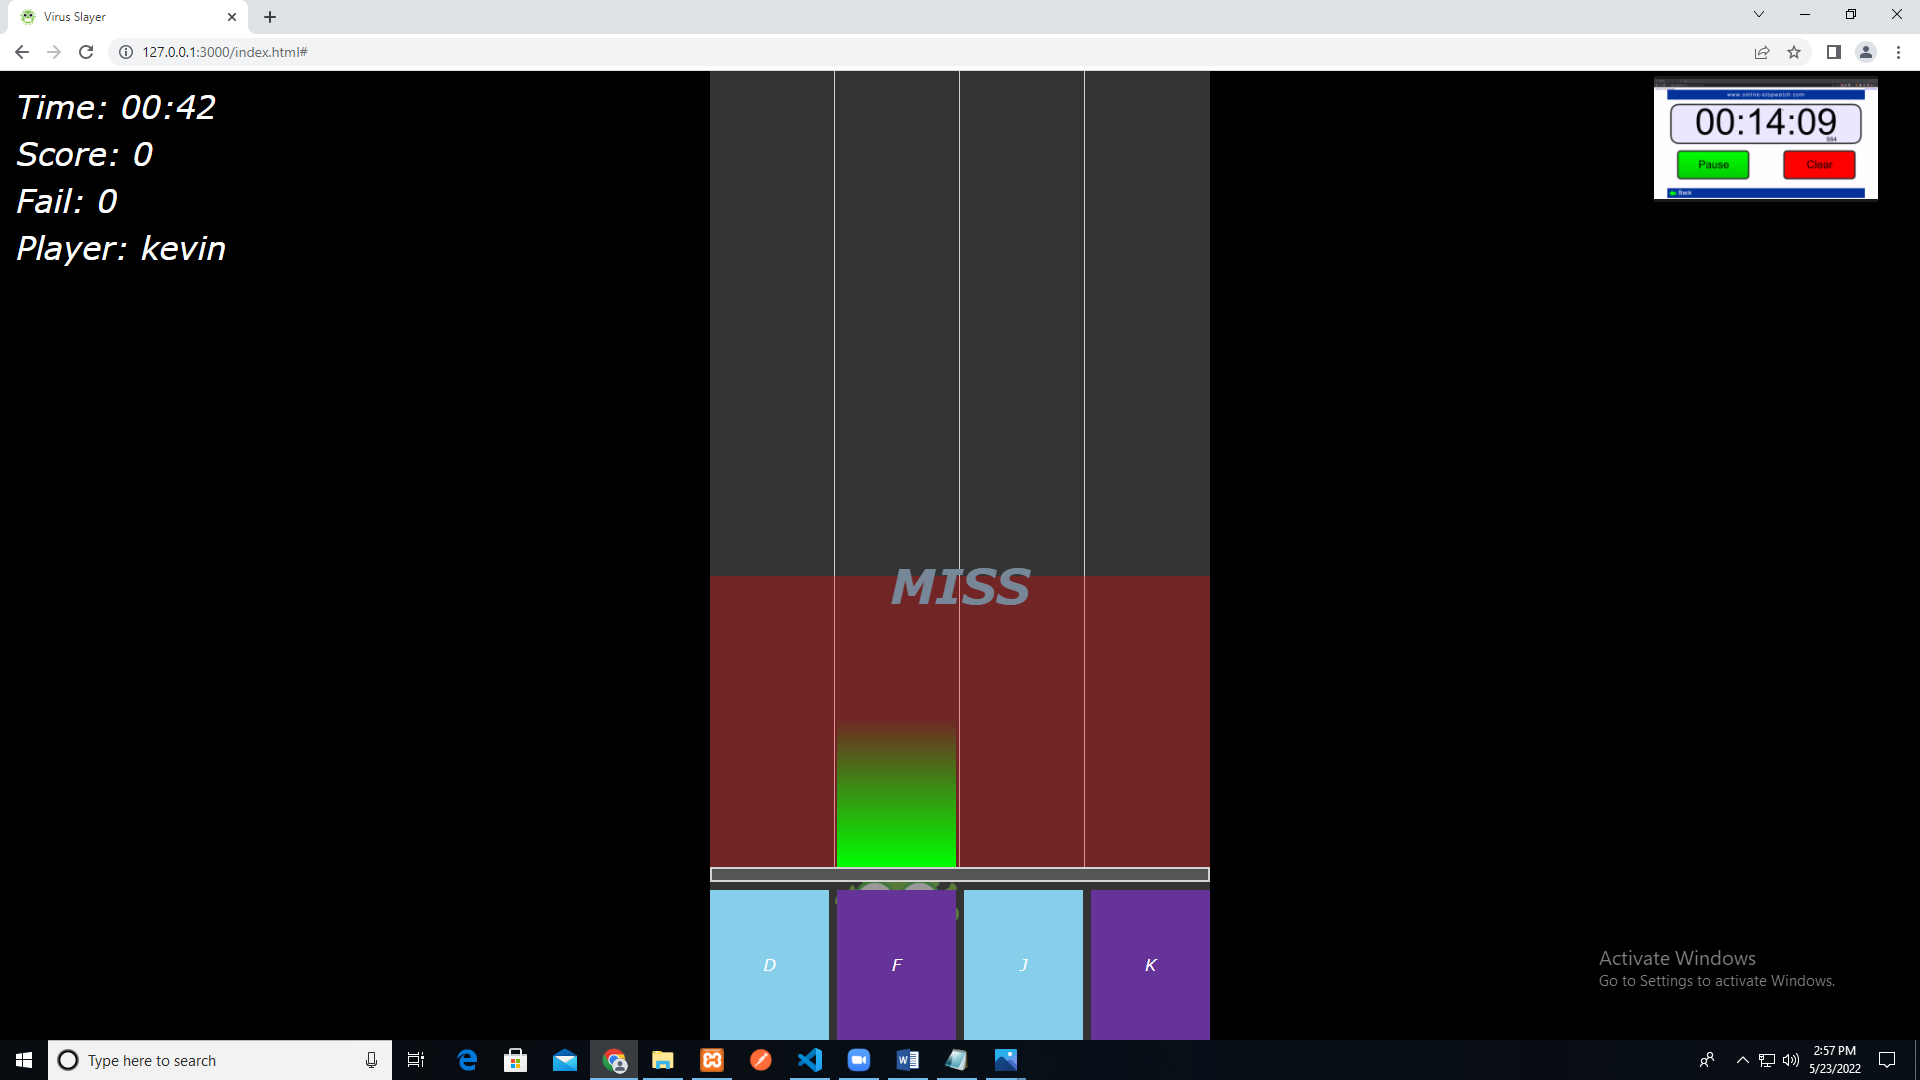 Virus Slayer
127.0.0.1:3000/index.html#
Time: 00:42
Score: 0
Fail: 0
Player: kevin
www.online-stopwatch.com
00:14:09
994
Pause
Clear
Back
MISS
D
F
J
K
Activate Windows
Go to Settings to activate Windows.
Type here to search
2:57 PM
5/23/2022